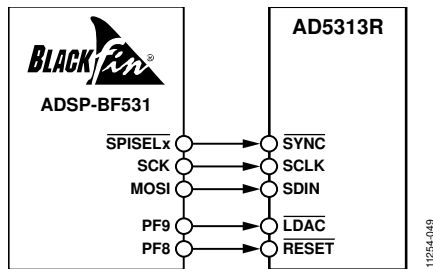 BLACKfin®
ADSP-BF531
AD5313R
SPISELx
SYNC
SCK
SCLK
MOSI
SDIN
PF9
LDAC
PF8
RESET
11254-049